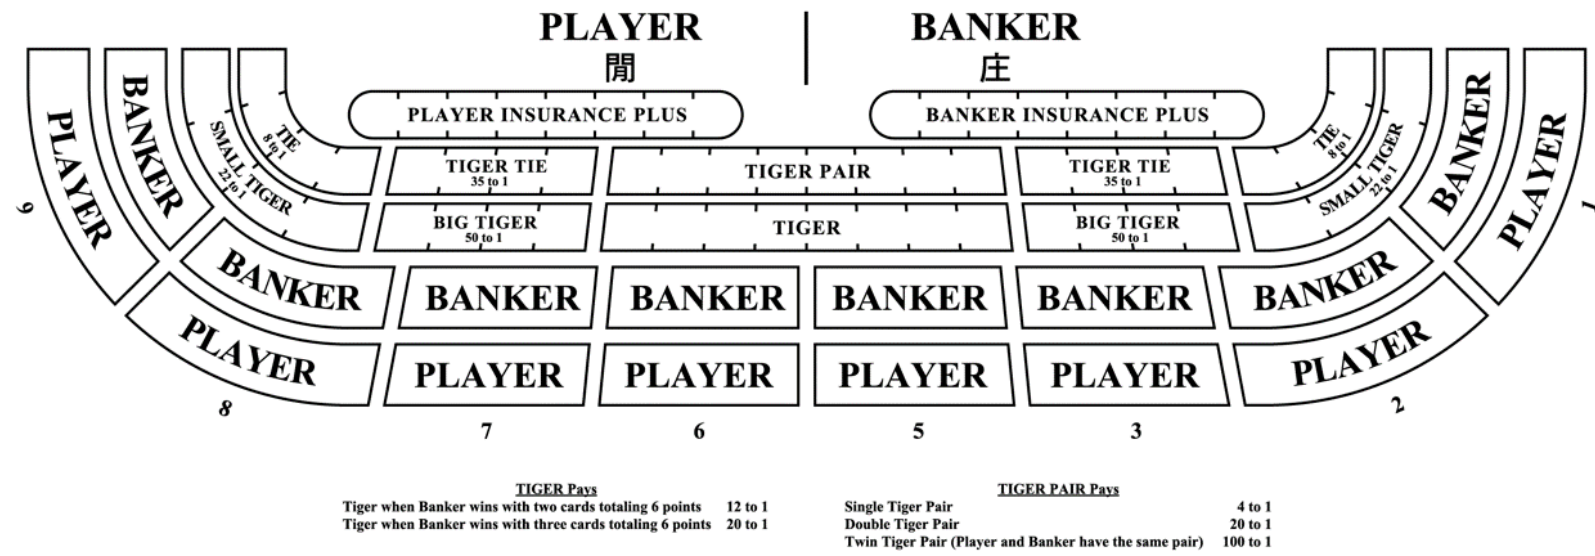 PLAYER
閒
BANKER
庄
PLAYER
BANKER
SMALL TIGER
22 to 1
TIE
8 to 1
PLAYER INSURANCE PLUS
BANKER INSURANCE PLUS
TIE
8 to 1
SMALL TIGER
22 to 1
BANKER
PLAYER
TIGER TIE
35 to 1
TIGER PAIR
TIGER TIE
35 to 1
BIG TIGER
50 to 1
TIGER
BIG TIGER
50 to 1
BANKER
BANKER
BANKER
BANKER
BANKER
BANKER
PLAYER
PLAYER
PLAYER
PLAYER
PLAYER
PLAYER
9
8
7
6
5
3
2
1
TIGER Pays
Tiger when Banker wins with two cards totaling 6 points 12 to 1
Tiger when Banker wins with three cards totaling 6 points 20 to 1
TIGER PAIR Pays
Single Tiger Pair 4 to 1
Double Tiger Pair 20 to 1
Twin Tiger Pair (Player and Banker have the same pair) 100 to 1